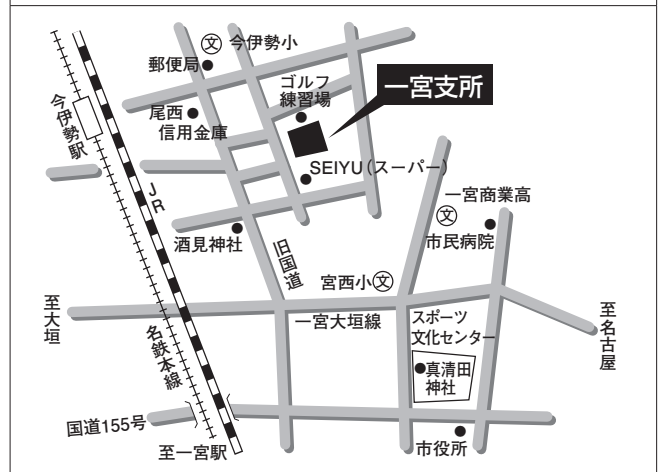 文 今伊勢小
郵便局
ゴルフ
練習場
一宮支所
尾西
信用金庫
今伊勢駅
SEIYU(スーパー)
一宮商業高
文
市民病院
JR
酒見神社
旧国道
宮西小 文
至大垣
一宮大垣線
スポーツ
文化センター
至名古屋
名鉄本線
真清田
神社
国道155号
至一宮駅
市役所